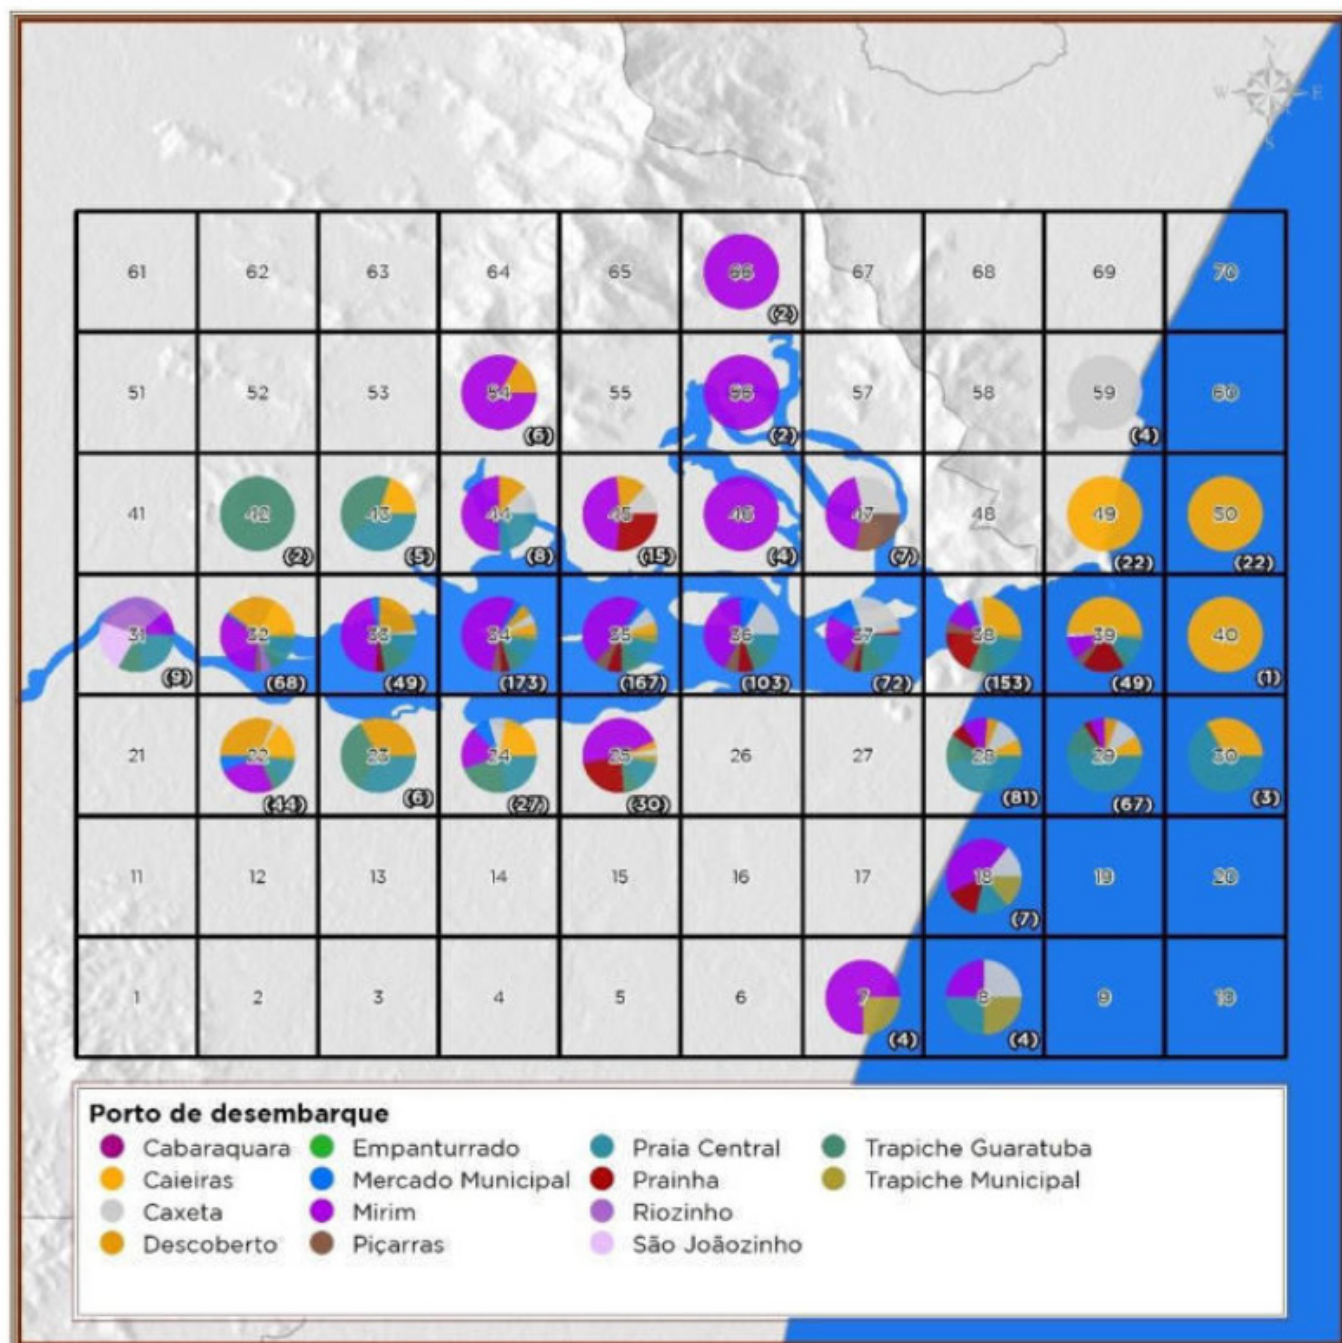 N
W E
S
61 62 63 64 65 66 67 68 69 70
(2)
51 52 53 54 55 56 57 58 59 60
(6) (2) (4)
41 42 43 44 45 46 47 48 49 50
(2) (5) (8) (15) (4) (7) (22) (22)
31 32 33 34 35 36 37 38 39 40
(9) (68) (49) (173) (167) (103) (72) (153) (49) (1)
21 22 23 24 25 26 27 28 29 30
(44) (6) (27) (30) (81) (67) (3)
11 12 13 14 15 16 17 18 19 20
(7)
1 2 3 4 5 6 7 8 9 10
(4) (4)
Porto de desembarque
Cabaraquara Empanturrado Praia Central Trapiche Guaratuba
Caieiras Mercado Municipal Prainha Trapiche Municipal
Caxeta Mirim Riozinho
Descoberto Piçarras São Joãozinho